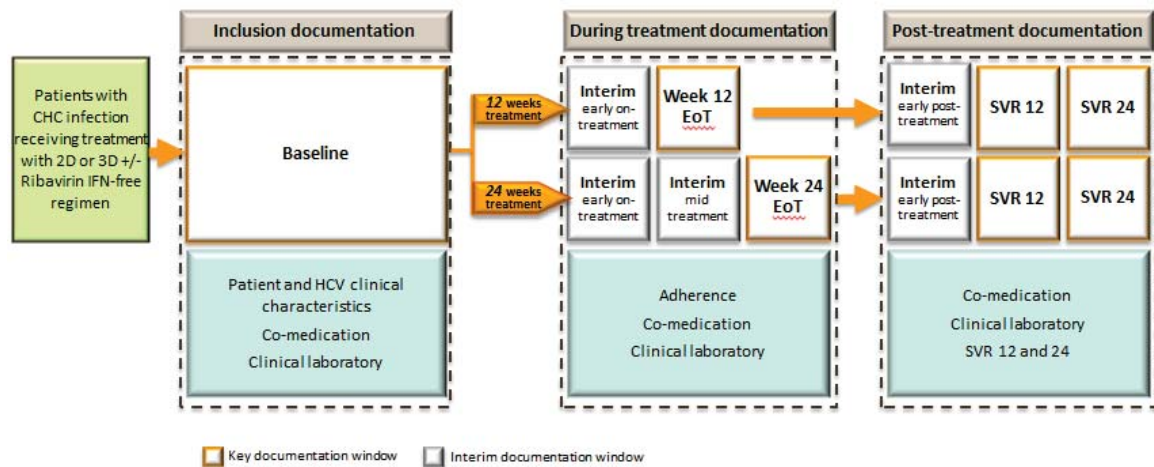 Inclusion documentation
During treatment documentation
Post-treatment documentation
Patients with
CHC infection
receiving treatment
with 2D or 3D +/-
Ribavirin IFN-free
regimen
Baseline
12 weeks
treatment
24 weeks
treatment
Interim
early on-
treatment
Week 12
EoT
Interim
early on-
treatment
Interim
mid
treatment
Week 24
EoT
Interim
early post-
treatment
SVR 12
SVR 24
Interim
early post-
treatment
SVR 12
SVR 24
Patient and HCV clinical
characteristics
Co-medication
Clinical laboratory
Adherence
Co-medication
Clinical laboratory
Co-medication
Clinical laboratory
SVR 12 and 24
Key documentation window
Interim documentation window